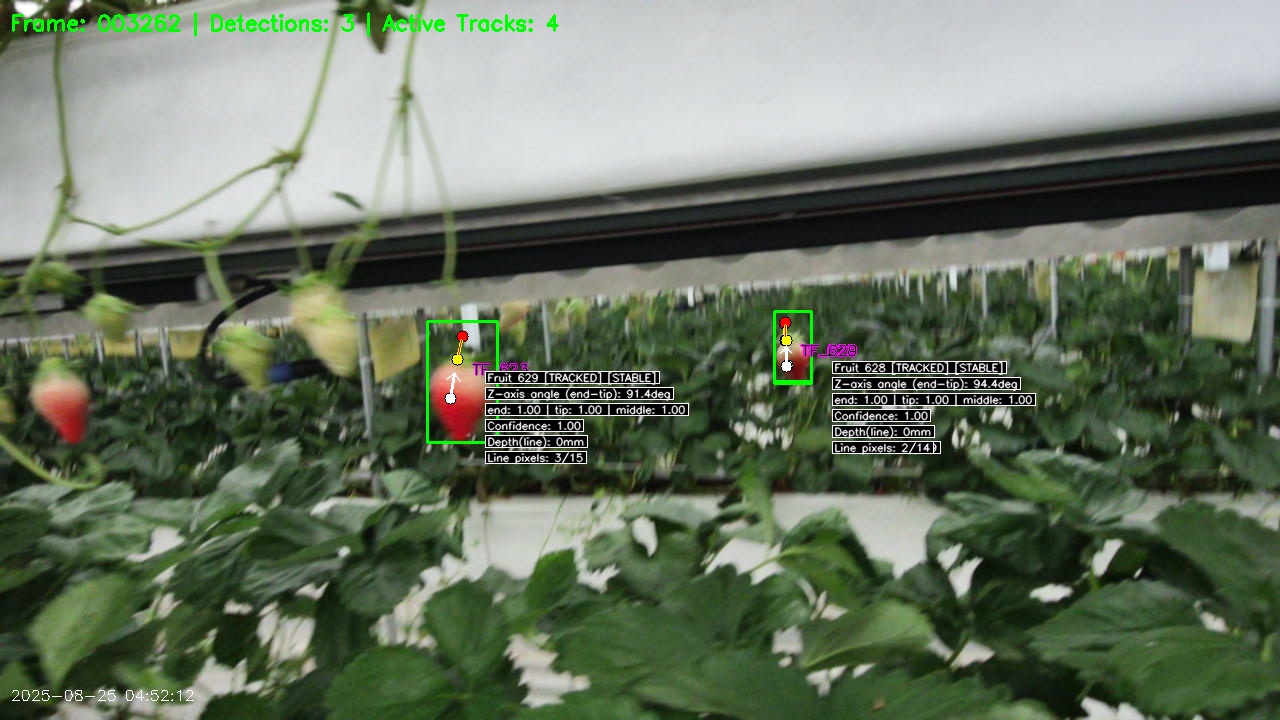 Frame: 003262 | Detections: 3 | Active Tracks: 4
TF_628
Fruit 629 [TRACKED] [STABLE]
Z-axis angle (end-tip): 91.4deg
end: 1.00 | tip: 1.00 | middle: 1.00
Confidence: 1.00
Depth(line): 0mm
Line pixels: 3/15
Fruit 628 [TRACKED] [STABLE]
Z-axis angle (end-tip): 94.4deg
end: 1.00 | tip: 1.00 | middle: 1.00
Confidence: 1.00
Depth(line): 0mm
Line pixels: 2/14
2025-08-25 04:52:12